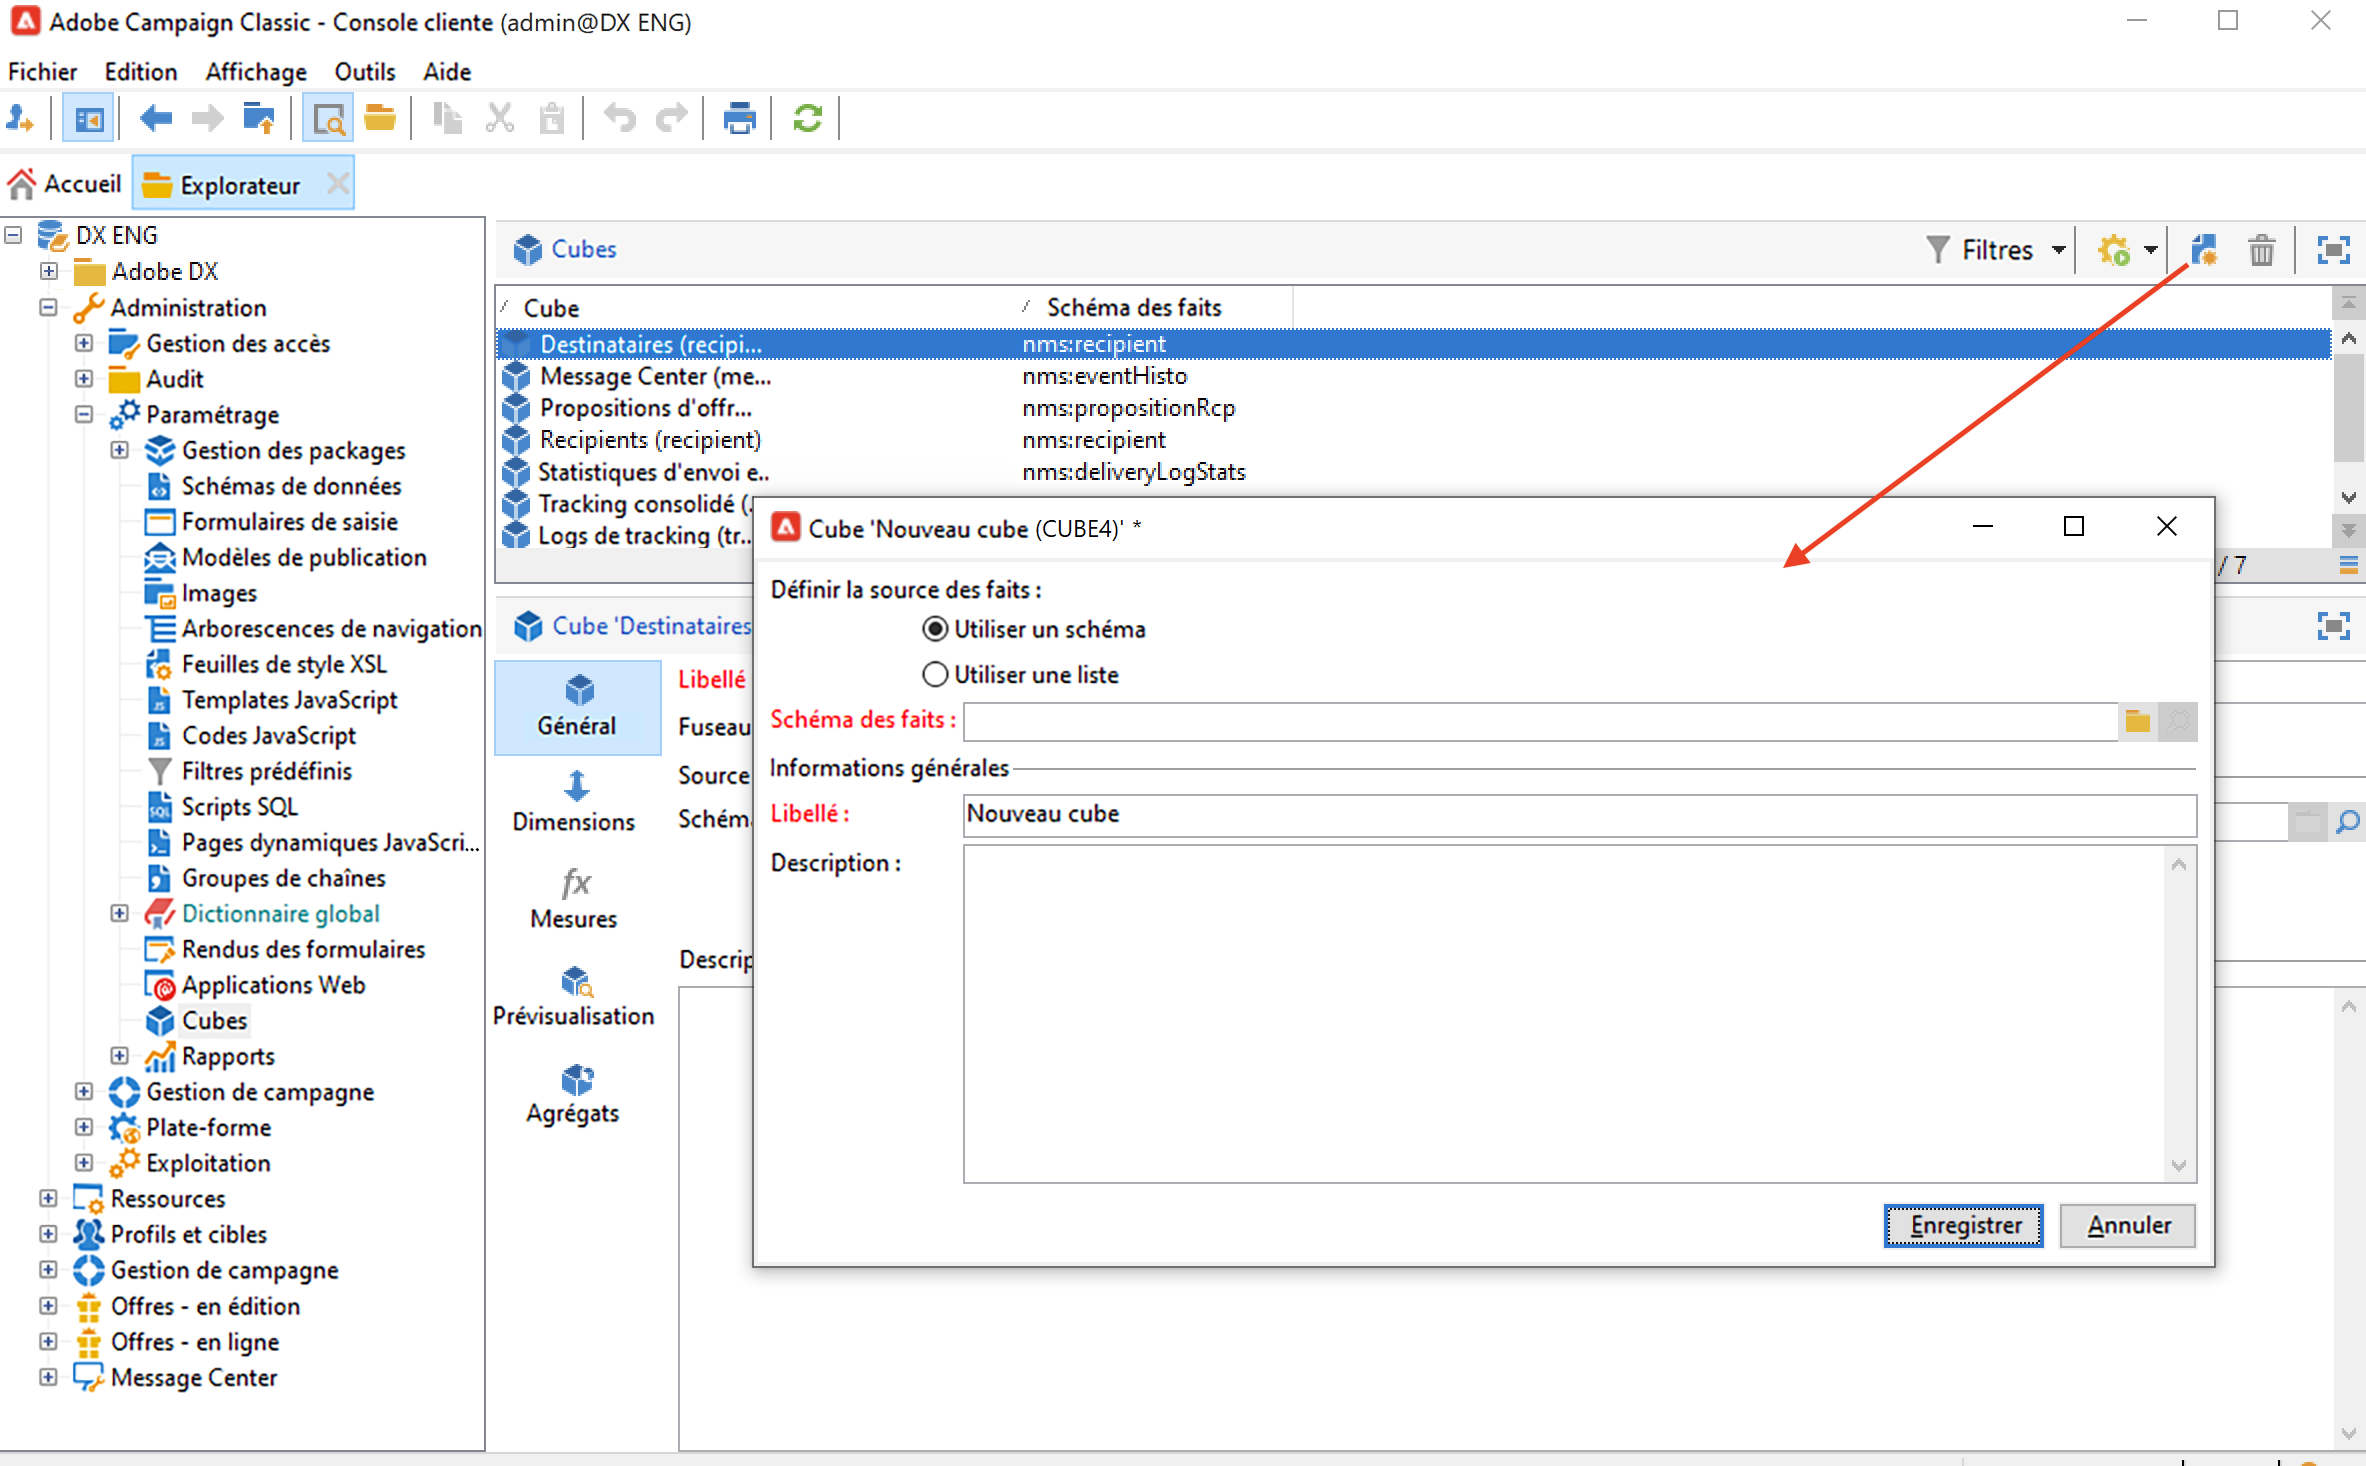 Adobe Campaign Classic - Console cliente (admin@DX ENG)
Fichier Edition Affichage Outils Aide
Accueil Explorateur
DX ENG
Adobe DX
Administration
Gestion des accès
Audit
Paramétrage
Gestion des packages
Schémas de données
Formulaires de saisie
Modèles de publication
Images
Arborescences de navigation
Feuilles de style XSL
Templates JavaScript
Codes JavaScript
Filtres prédéfinis
Scripts SQL
Pages dynamiques JavaScri...
Groupes de chaînes
Dictionnaire global
Rendus des formulaires
Applications Web
Cubes
Rapports
Gestion de campagne
Plate-forme
Exploitation
Ressources
Profils et cibles
Gestion de campagne
Offres - en édition
Offres - en ligne
Message Center
Cubes
Filtres
Cube Schéma des faits
Destinataires (recipi... nms:recipient
Message Center (me... nms:eventHisto
Propositions d'offr... nms:propositionRcp
Recipients (recipient) nms:recipient
Statistiques d'envoi e.. nms:deliveryLogStats
Tracking consolidé (.
Logs de tracking (tr..
/ 7
Cube 'Destinataires
Général
Dimensions
fx
Mesures
Prévisualisation
Agrégats
Libellé
Fuseau
Source
Schém
Descrip
Cube 'Nouveau cube (CUBE4)' *
Définir la source des faits :
Utiliser un schéma
Utiliser une liste
Schéma des faits :
Informations générales
Libellé : Nouveau cube
Description :
Enregistrer Annuler